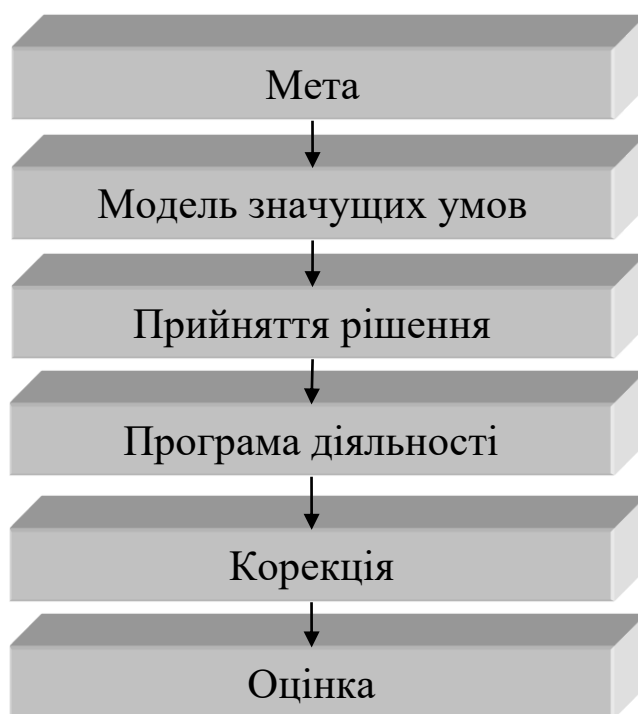 Мета
Модель значущих умов
Прийняття рішення
Програма діяльності
Корекція
Оцінка